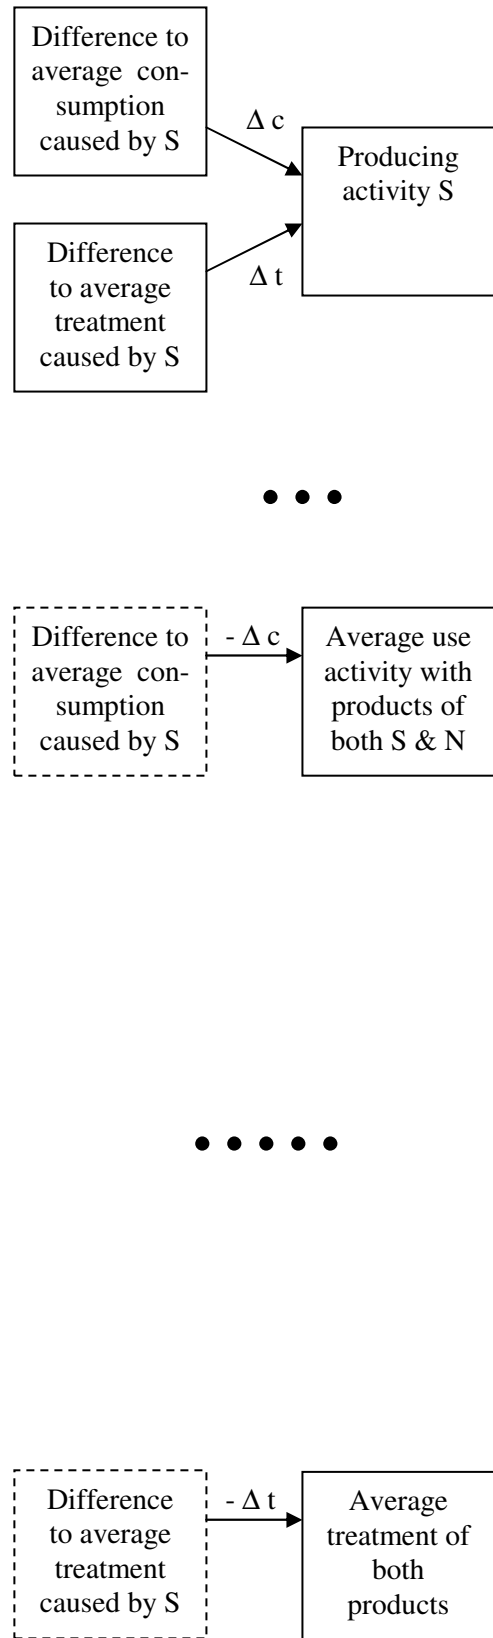 Difference to
average con-
sumption
caused by S
Δ c
Producing
activity S
Difference
to average
treatment
caused by S
Δ t
Difference to
average con-
sumption
caused by S
- Δ c
Average use
activity with
products of
both S & N
Difference
to average
treatment
caused by S
- Δ t
Average
treatment of
both
products